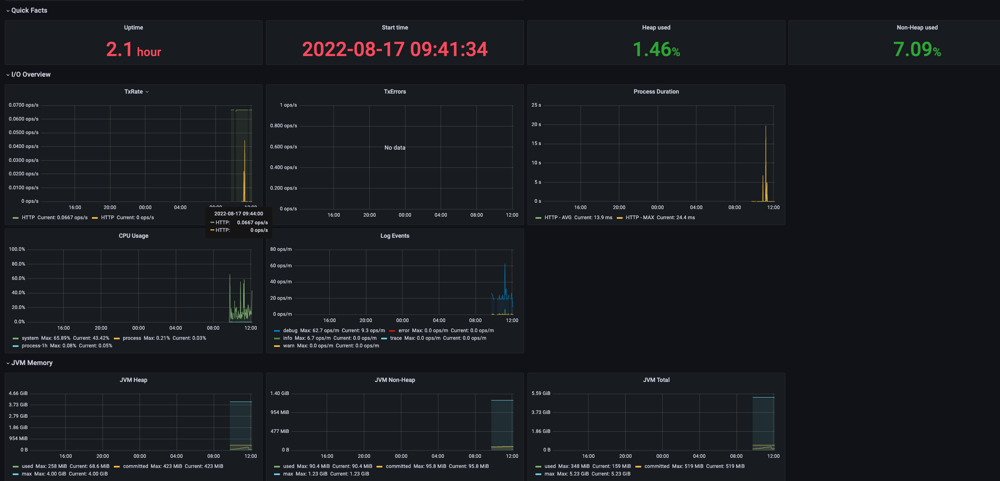 Quick Facts
Uptime
2.1 hour
Start time
2022-08-17 09:41:34
Heap used
1.46%
Non-Heap used
7.09%
I/O Overview
TxRate
0.0700 ops/s
0.0600 ops/s
0.0500 ops/s
0.0400 ops/s
0.0300 ops/s
0.0200 ops/s
0.0100 ops/s
0 ops/s
16:00 20:00 00:00 04:00 08:00 12:00
HTTP Current: 0.0667 ops/s HTTP Current: 0 ops/s
2022-08-17 09:44:00
HTTP: 0.0667 ops/s
HTTP: 0 ops/s
TxErrors
1 ops/s
0.800 ops/s
0.600 ops/s
No data
0.400 ops/s
0.200 ops/s
0 ops/s
16:00 20:00 00:00 04:00 08:00 12:00
Process Duration
25 s
20 s
15 s
10 s
5 s
0 s
16:00 20:00 00:00 04:00 08:00 12:00
HTTP - AVG Current: 13.9 ms HTTP - MAX Current: 24.4 ms
CPU Usage
100.0%
80.0%
60.0%
40.0%
20.0%
0.0%
16:00 20:00 00:00 04:00 08:00 12:00
system Max: 65.89% Current: 43.42% process Max: 0.21% Current: 0.03%
process-1h Max: 0.08% Current: 0.05%
Log Events
80 ops/m
60 ops/m
40 ops/m
20 ops/m
0 ops/m
16:00 20:00 00:00 04:00 08:00 12:00
debug Max: 62.7 ops/m Current: 9.3 ops/m error Max: 0.0 ops/m Current: 0.0 ops/m
info Max: 6.7 ops/m Current: 0.0 ops/m trace Max: 0.0 ops/m Current: 0.0 ops/m
warn Max: 0.0 ops/m Current: 0.0 ops/m
JVM Memory
JVM Heap
4.66 GiB
3.73 GiB
2.79 GiB
1.86 GiB
954 MiB
0 B
16:00 20:00 00:00 04:00 08:00 12:00
used Max: 258 MiB Current: 68.6 MiB committed Max: 423 MiB Current: 423 MiB
max Max: 4.00 GiB Current: 4.00 GiB
JVM Non-Heap
1.40 GiB
954 MiB
477 MiB
0 B
16:00 20:00 00:00 04:00 08:00 12:00
used Max: 90.4 MiB Current: 90.4 MiB committed Max: 95.8 MiB Current: 95.8 MiB
max Max: 1.23 GiB Current: 1.23 GiB
JVM Total
5.59 GiB
3.73 GiB
1.86 GiB
0 B
16:00 20:00 00:00 04:00 08:00 12:00
used Max: 348 MiB Current: 159 MiB committed Max: 519 MiB Current: 519 MiB
max Max: 5.23 GiB Current: 5.23 GiB